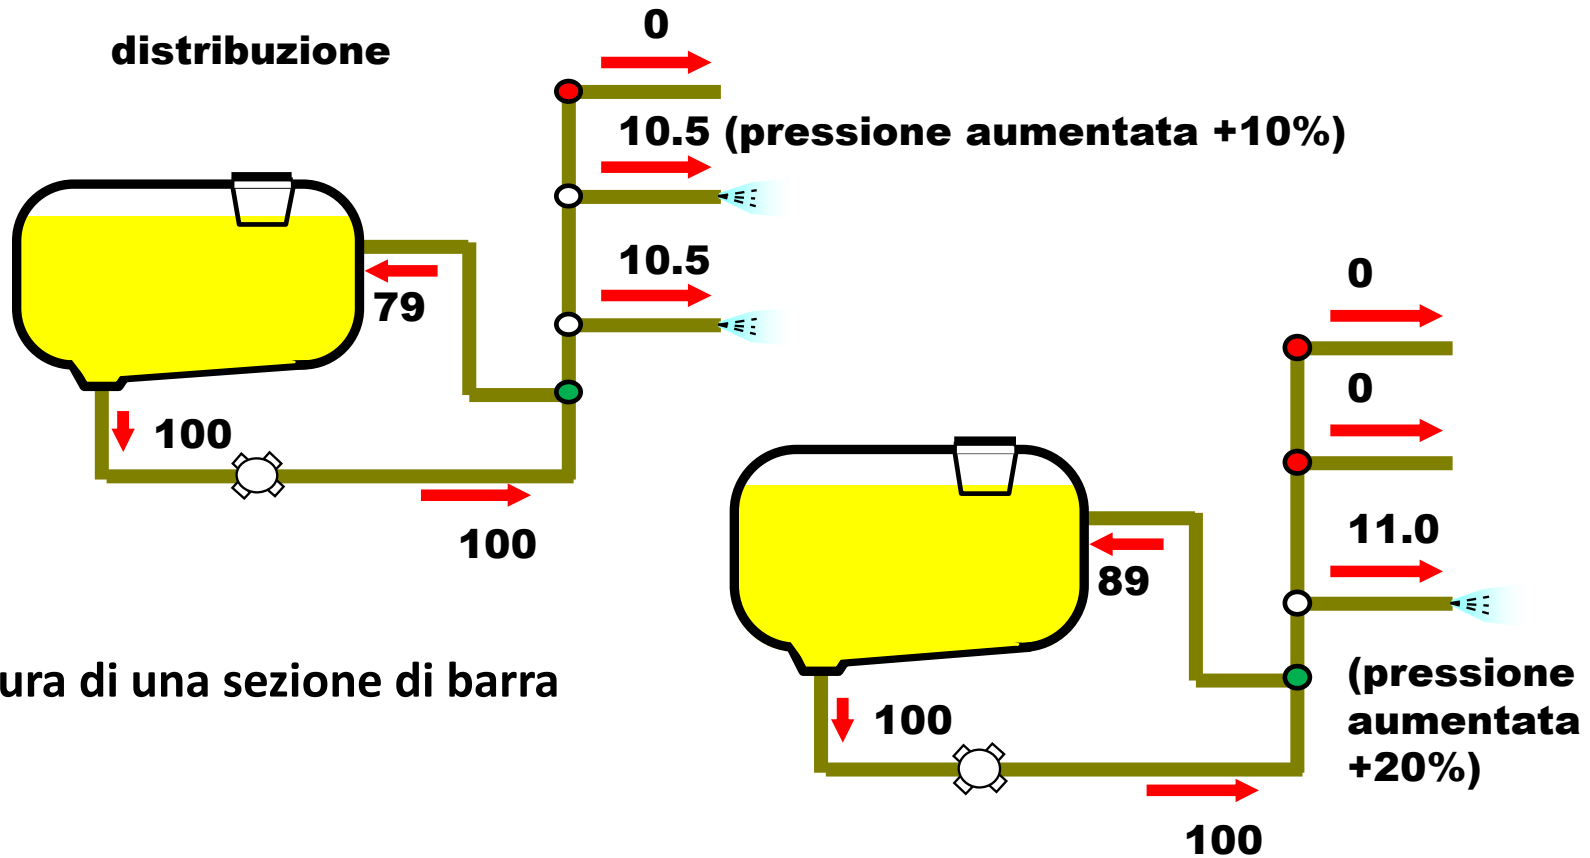 distribuzione
0
10.5 (pressione aumentata +10%)
10.5
79
100
100
ura di una sezione di barra
0
0
11.0
89
(pressione
aumentata
+20%)
100
100